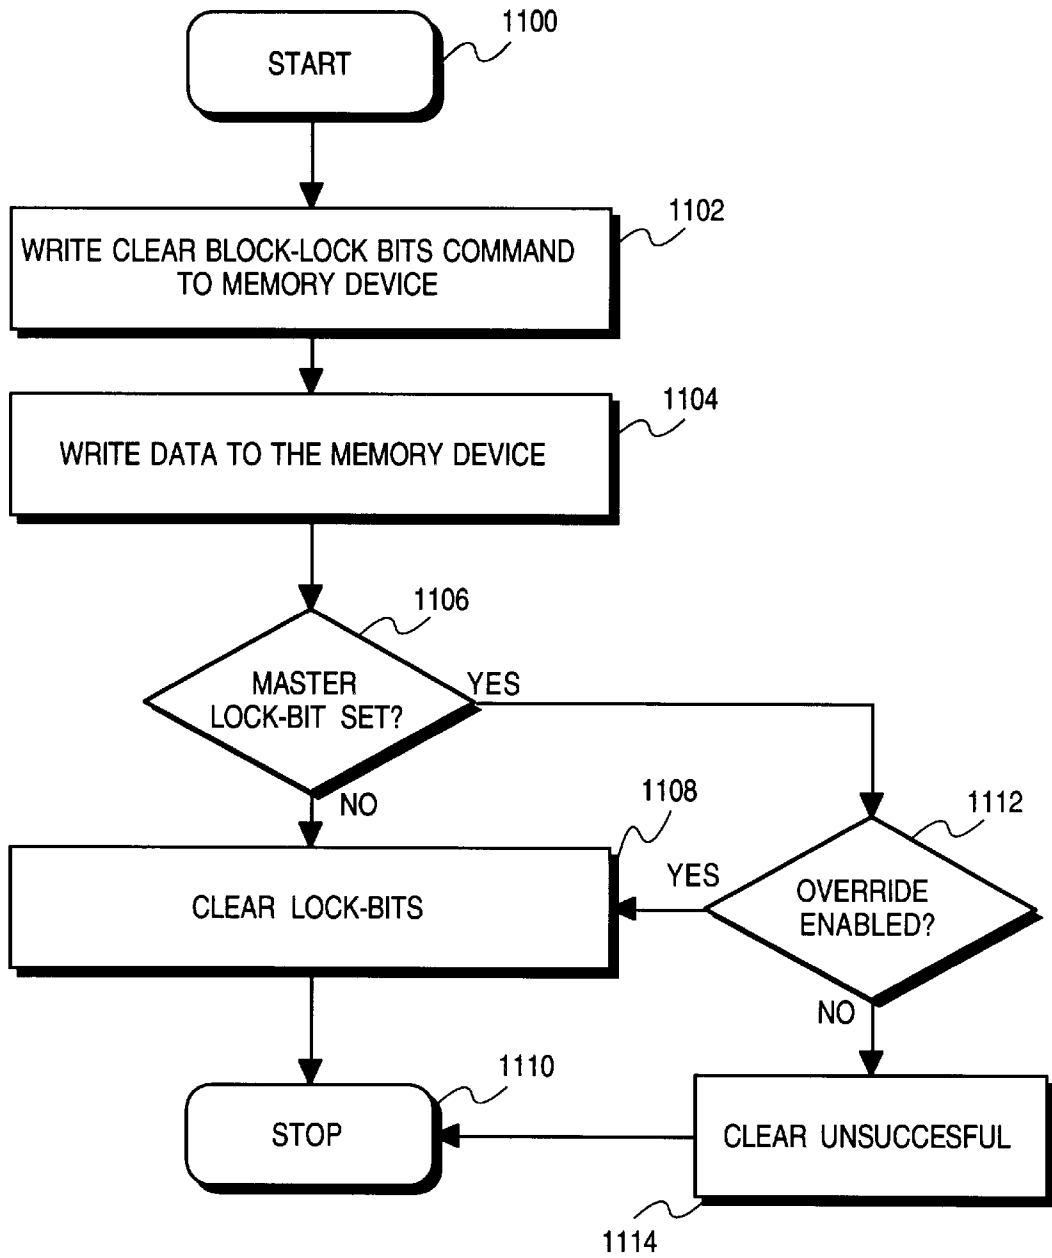 1100
START
1102
WRITE CLEAR BLOCK-LOCK BITS COMMAND
TO MEMORY DEVICE
1104
WRITE DATA TO THE MEMORY DEVICE
1106
MASTER
LOCK-BIT SET?
YES
NO
1108
CLEAR LOCK-BITS
1112
YES
OVERRIDE
ENABLED?
NO
1110
STOP
CLEAR UNSUCCESFUL
1114